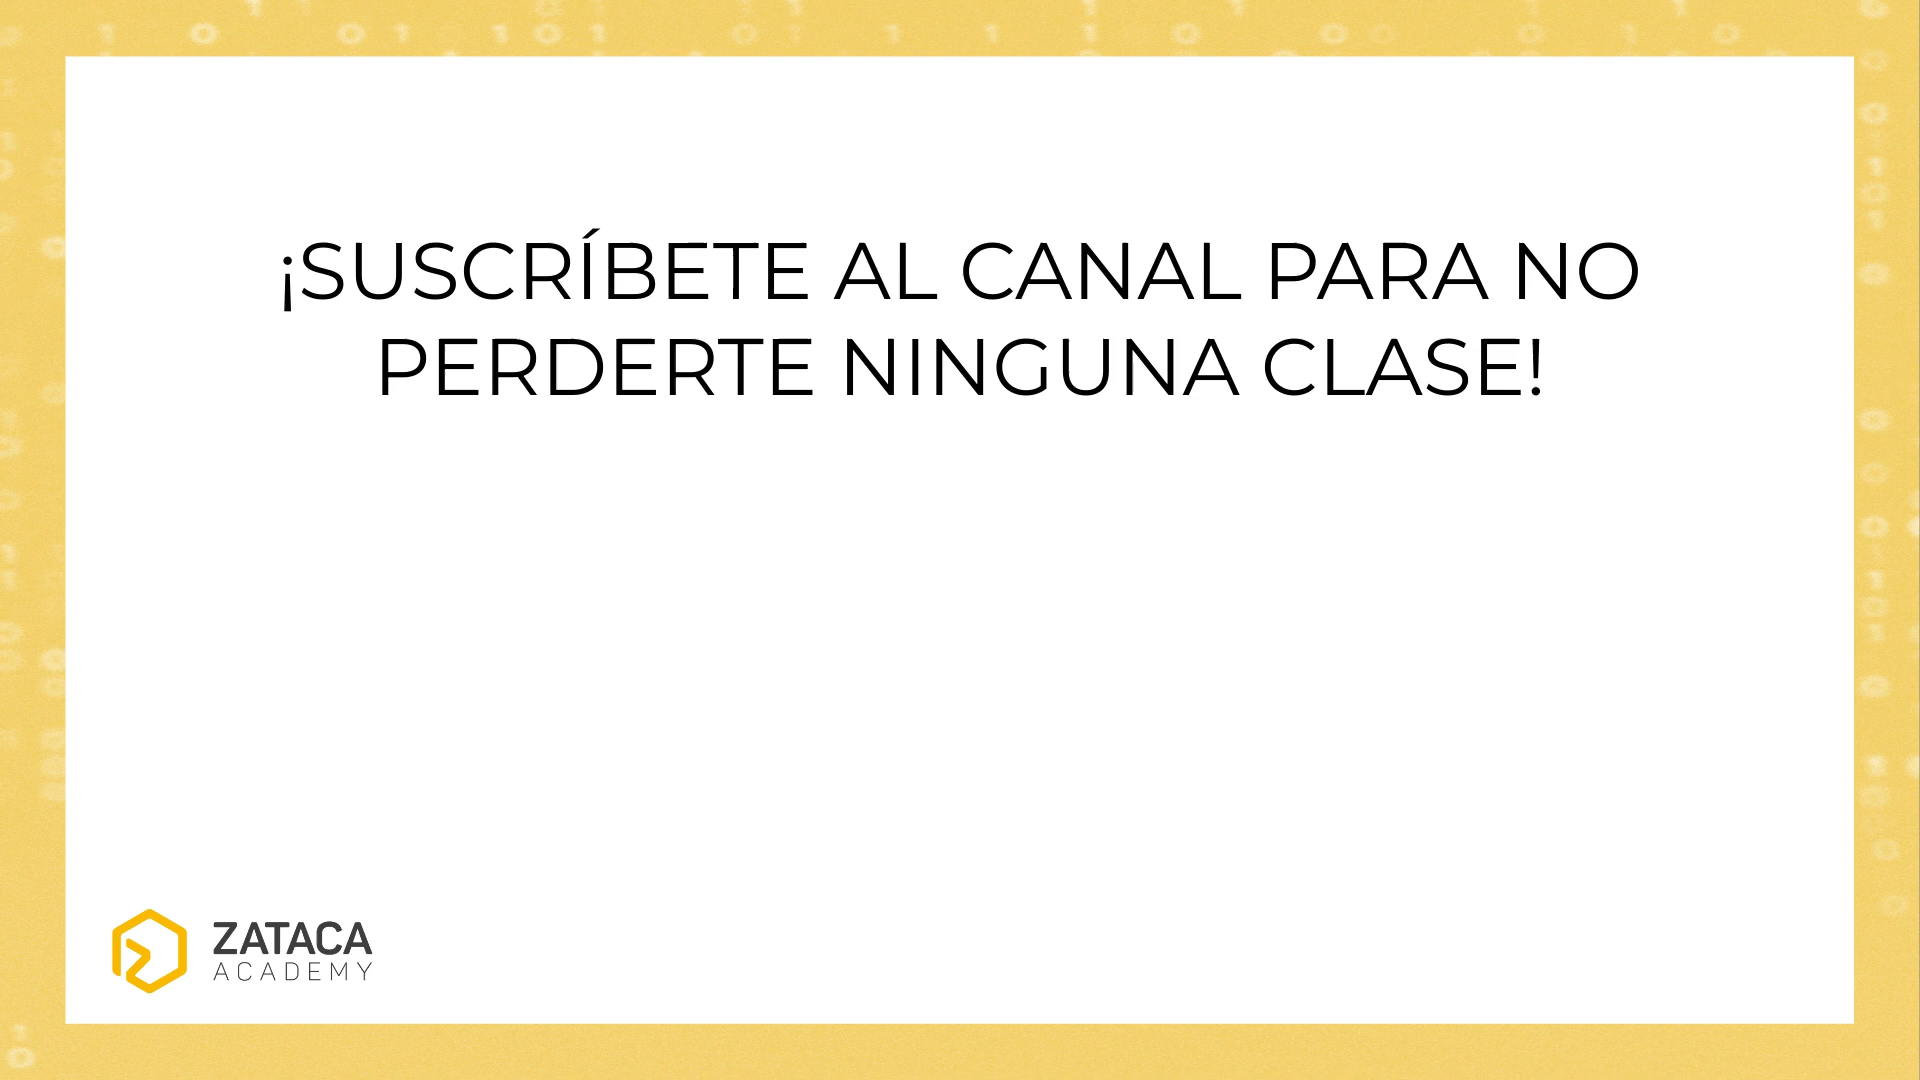 ¡SUSCRÍBETE AL CANAL PARA NO
PERDERTE NINGUNA CLASE!
ZATACA
ACADEMY